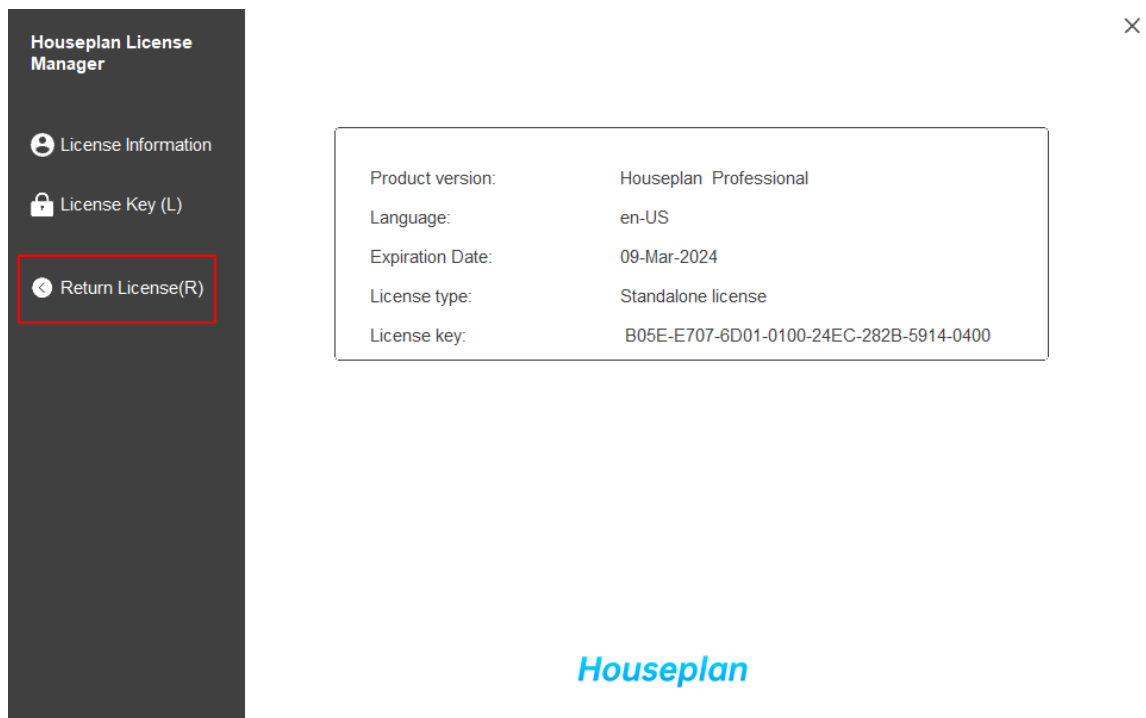 Houseplan License
Manager
License Information
License Key (L)
Return License(R)
Product version: Houseplan Professional
Language: en-US
Expiration Date: 09-Mar-2024
License type: Standalone license
License key: B05E-E707-6D01-0100-24EC-282B-5914-0400
Houseplan